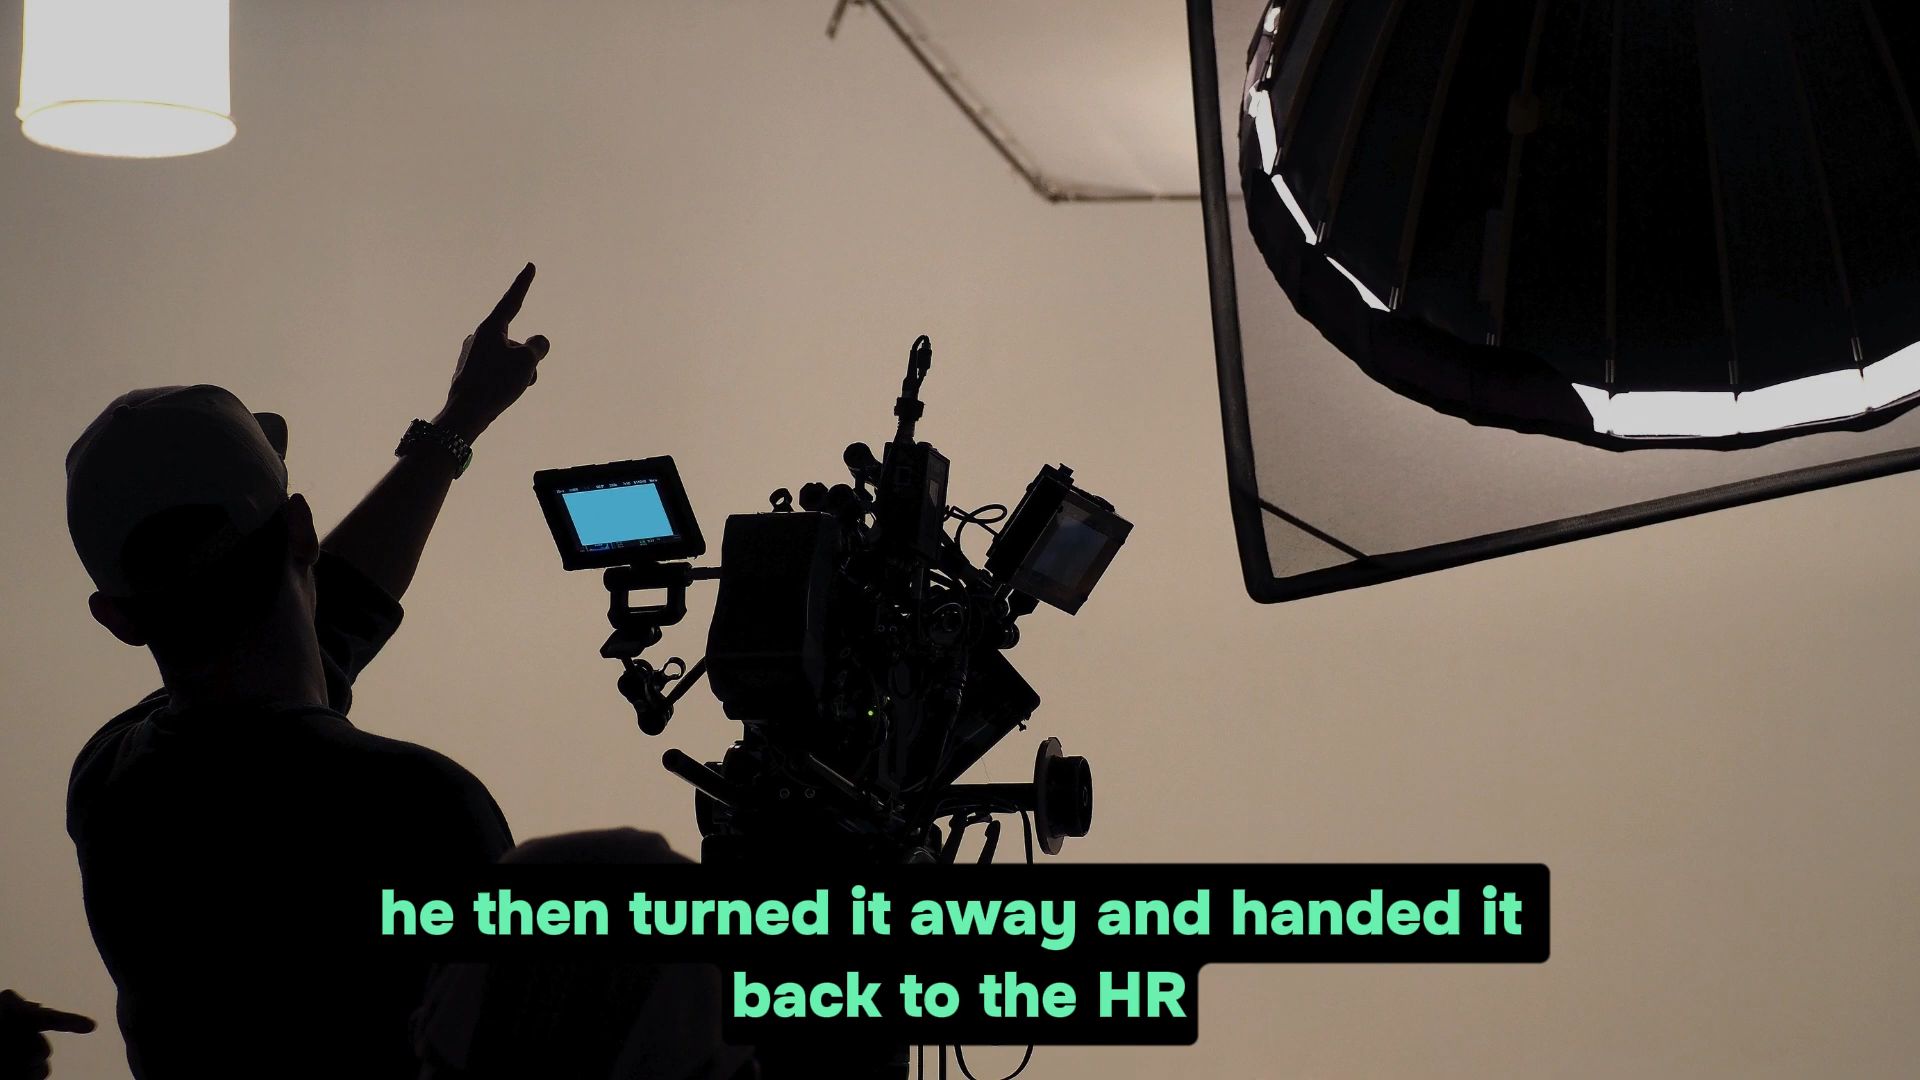 he then turned it away and handed it
back to the HR